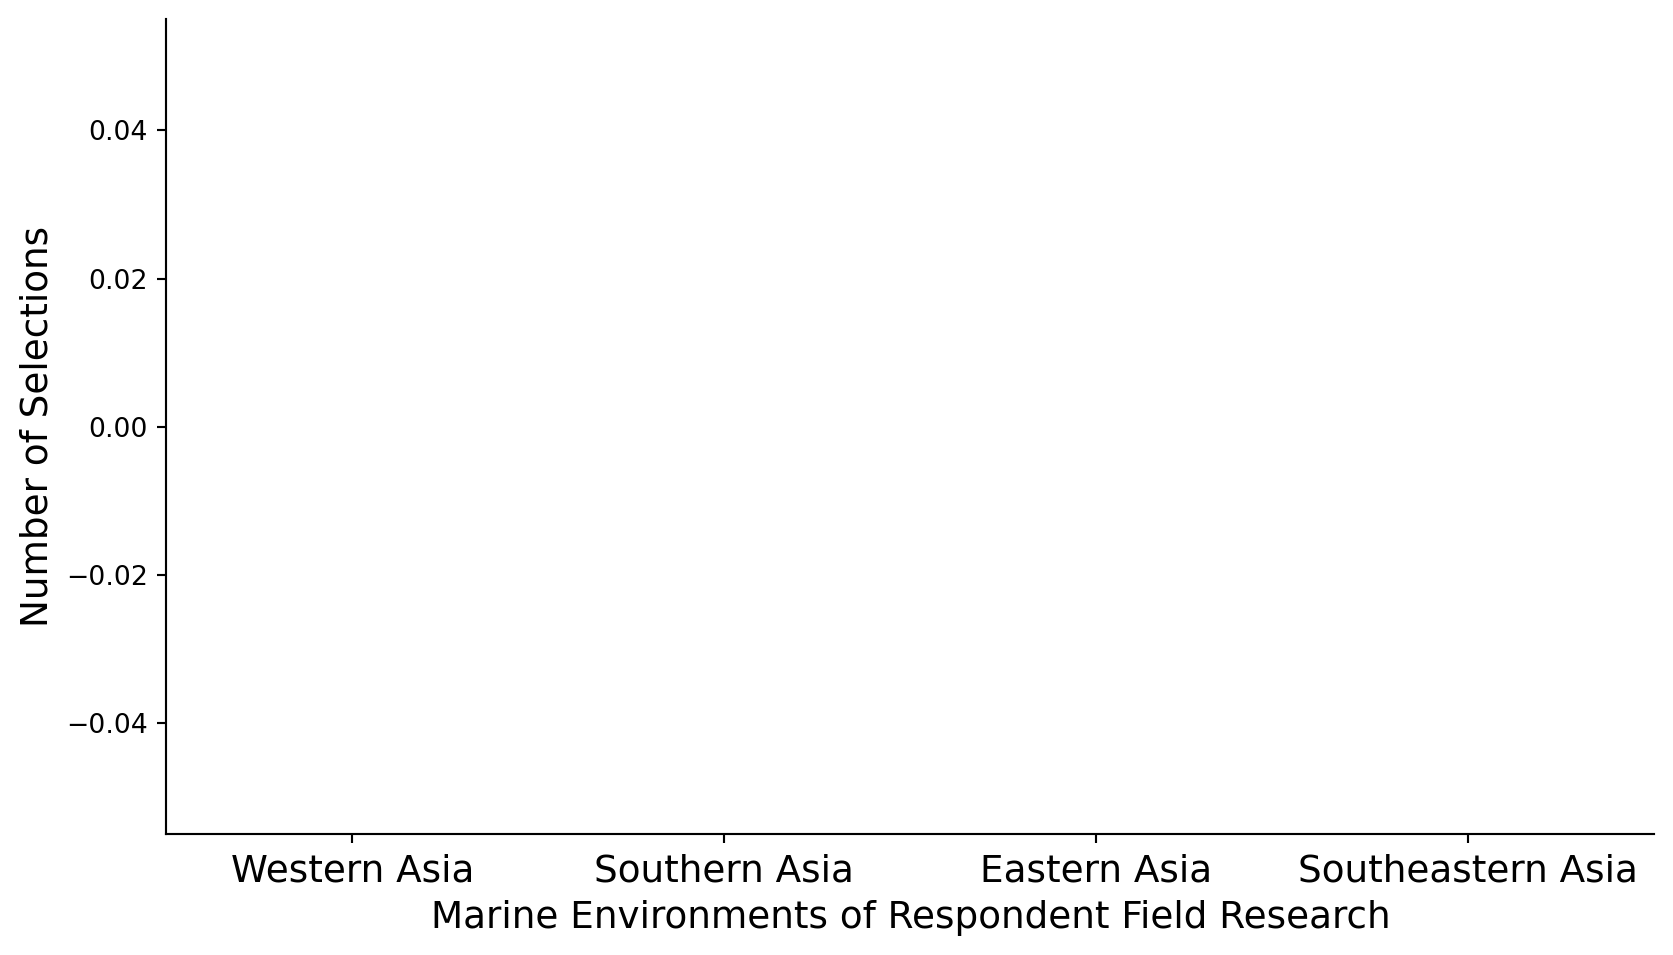 Number of Selections
0.04
0.02
0.00
−0.02
−0.04
Western Asia Southern Asia Eastern Asia Southeastern Asia
Marine Environments of Respondent Field Research